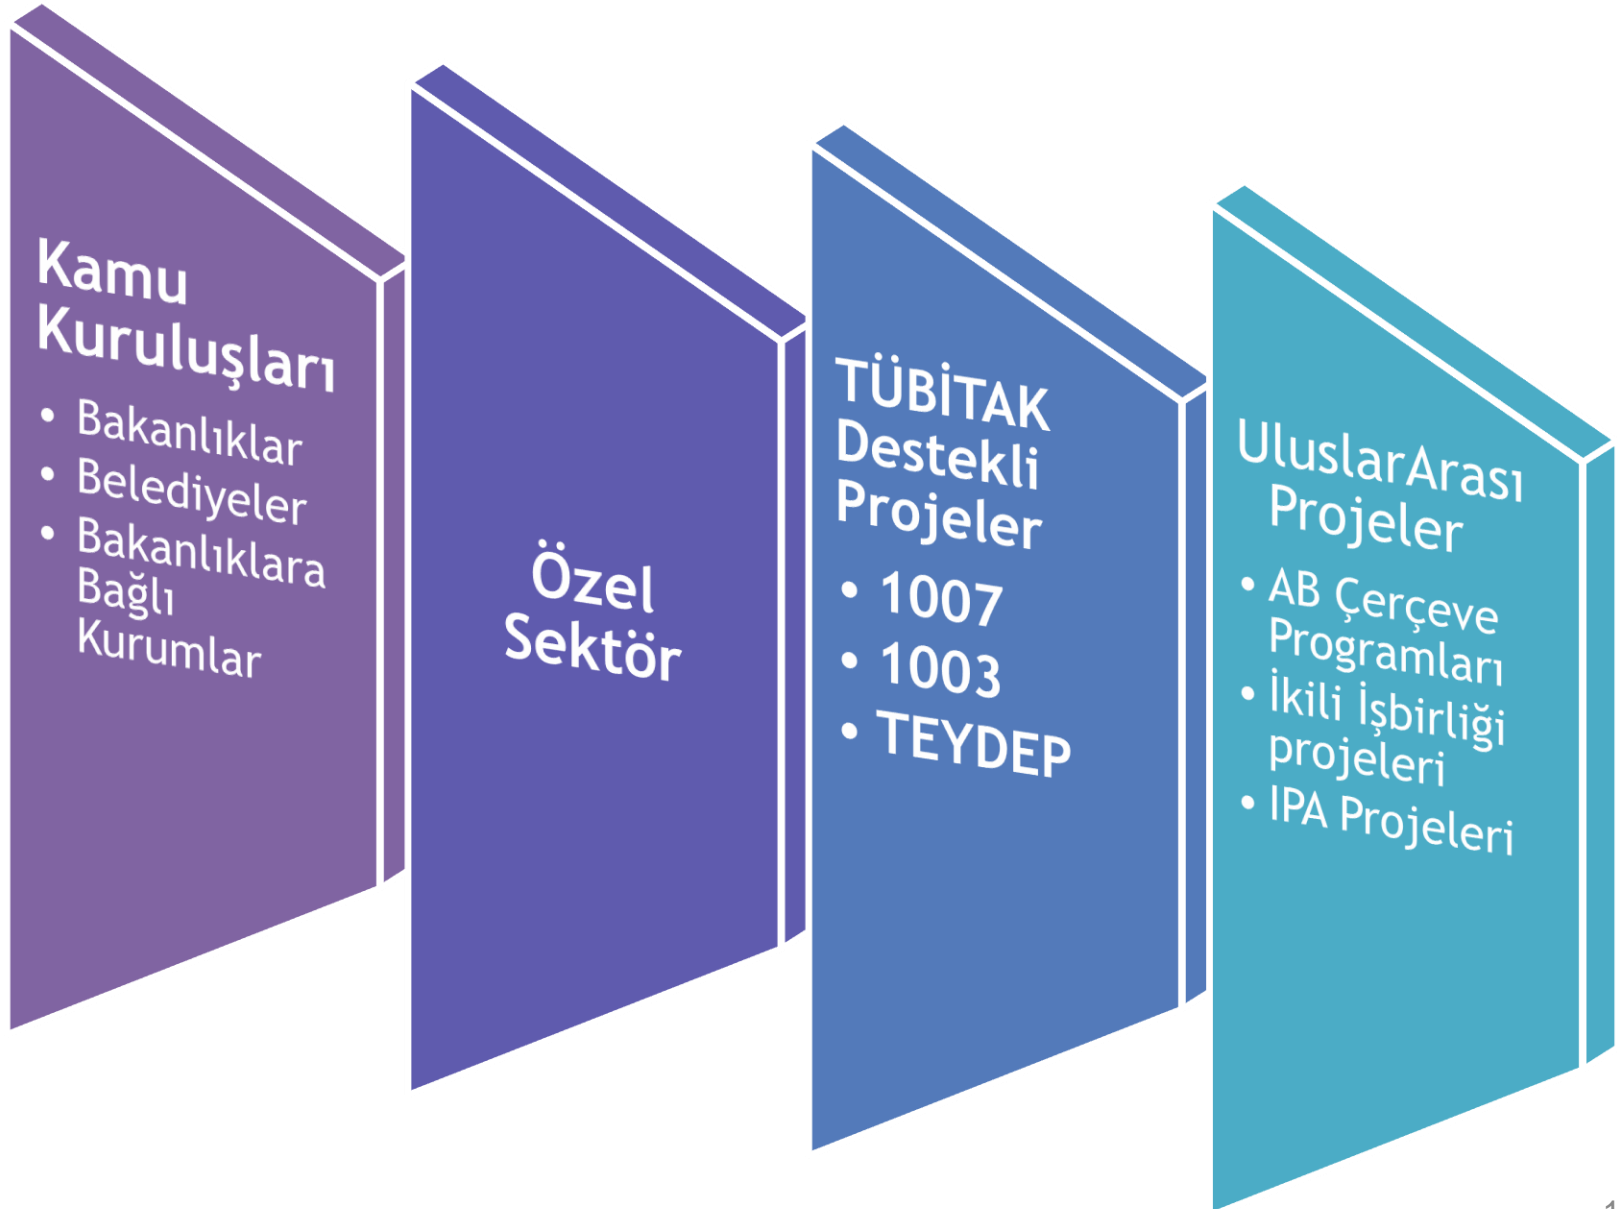 Kamu
Kuruluşları
• Bakanlıklar
• Belediyeler
• Bakanlıklara
Bağlı
Kurumlar
Özel
Sektör
TÜBİTAK
Destekli
Projeler
• 1007
• 1003
• TEYDEP
UluslarArası
Projeler
• AB Çerçeve
Programları
• İkili İşbirliği
projeleri
• IPA Projeleri